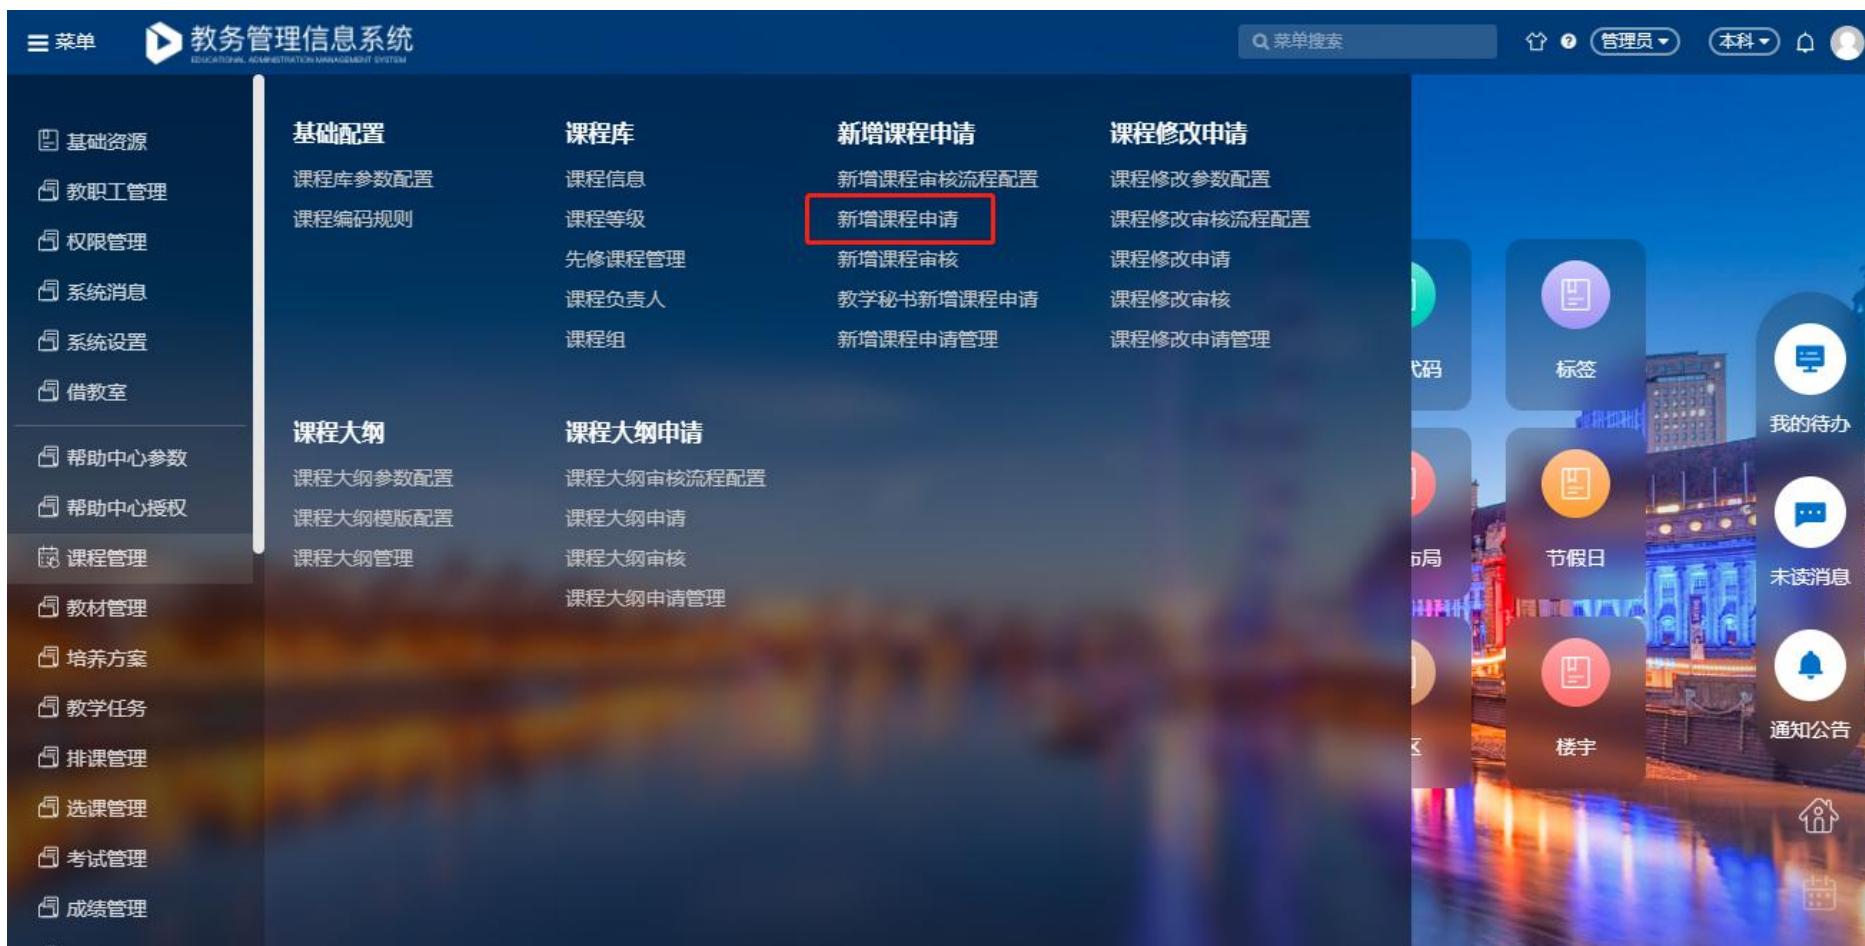 菜单
教务管理信息系统
EDUCATIONAL ADMINISTRATION MANAGEMENT SYSTEM
菜单搜索
管理员
本科
基础资源
教职工管理
权限管理
系统消息
系统设置
借教室
帮助中心参数
帮助中心授权
课程管理
教材管理
培养方案
教学任务
排课管理
选课管理
考试管理
成绩管理
基础配置
课程库参数配置
课程编码规则
课程库
课程信息
课程等级
先修课程管理
课程负责人
课程组
新增课程申请
新增课程审核流程配置
新增课程申请
新增课程审核
教学秘书新增课程申请
新增课程申请管理
课程修改申请
课程修改参数配置
课程修改审核流程配置
课程修改申请
课程修改审核
课程修改申请管理
课程大纲
课程大纲参数配置
课程大纲模版配置
课程大纲管理
课程大纲申请
课程大纲审核流程配置
课程大纲申请
课程大纲审核
课程大纲申请管理
代码
标签
布局
节假日
区
楼宇
我的待办
未读消息
通知公告